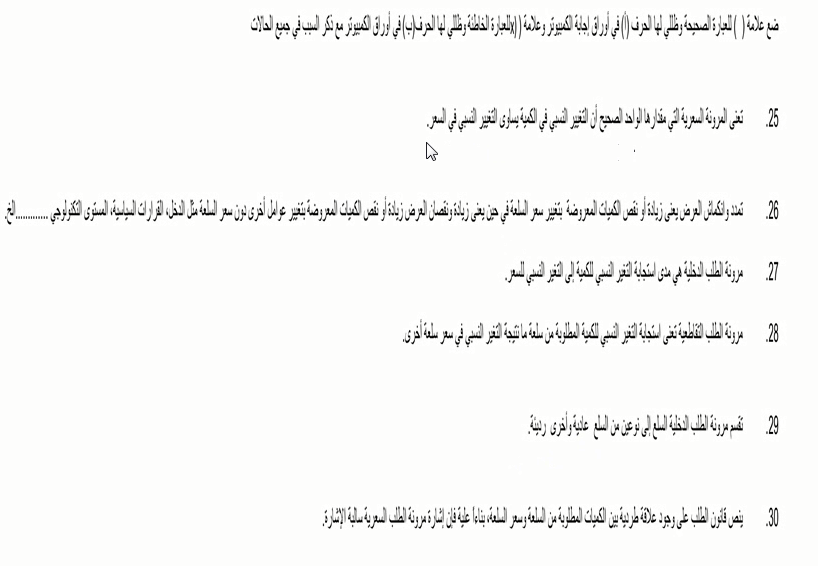 ضع علامة ( ) للعبارة الصحيحة وظللي لها الحرف (أ) في أوراق إجابة الكمبيوتر وعلامة ( (xللعبارة الخاطئة وظللي لها الحرف(ب) في أوراق الكمبيوتر مع ذكر السبب في جميع الحالات
25. تعنى المرونة السعرية التي مقدارها الواحد الصحيح أن التغيير النسبي في الكمية يساوى التغيير النسبي في السعر.
26. تمدد وانكماش العرض يعنى زيادة أو نقص الكميات المعروضة بتغيير سعر السلعة في حين يعنى زيادة ونقصان العرض زيادة أو نقص الكميات المعروضة بتغيير عوامل أخرى دون سعر السلعة مثل الدخل، القرارات السياسية، المستوى التكنولوجي ............الخ.
27. مرونة الطلب الدخلية هي مدى استجابة التغير النسبي للكمية إلى التغير النسبي للسعر.
28. مرونة الطلب التقاطعية تعنى استجابة التغير النسبي للكمية المطلوبة من سلعة ما نتيجة التغير النسبي في سعر سلعة أخرى.
29. تقسم مرونة الطلب الدخلية السلع إلى نوعين من السلع عادية وأخرى رديئة.
30. ينص قانون الطلب على وجود علاقة طردية بين الكميات المطلوبة من السلعة وسعر السلعة، بناءاً علية فإن إشارة مرونة الطلب السعرية سالبة الإشارة.